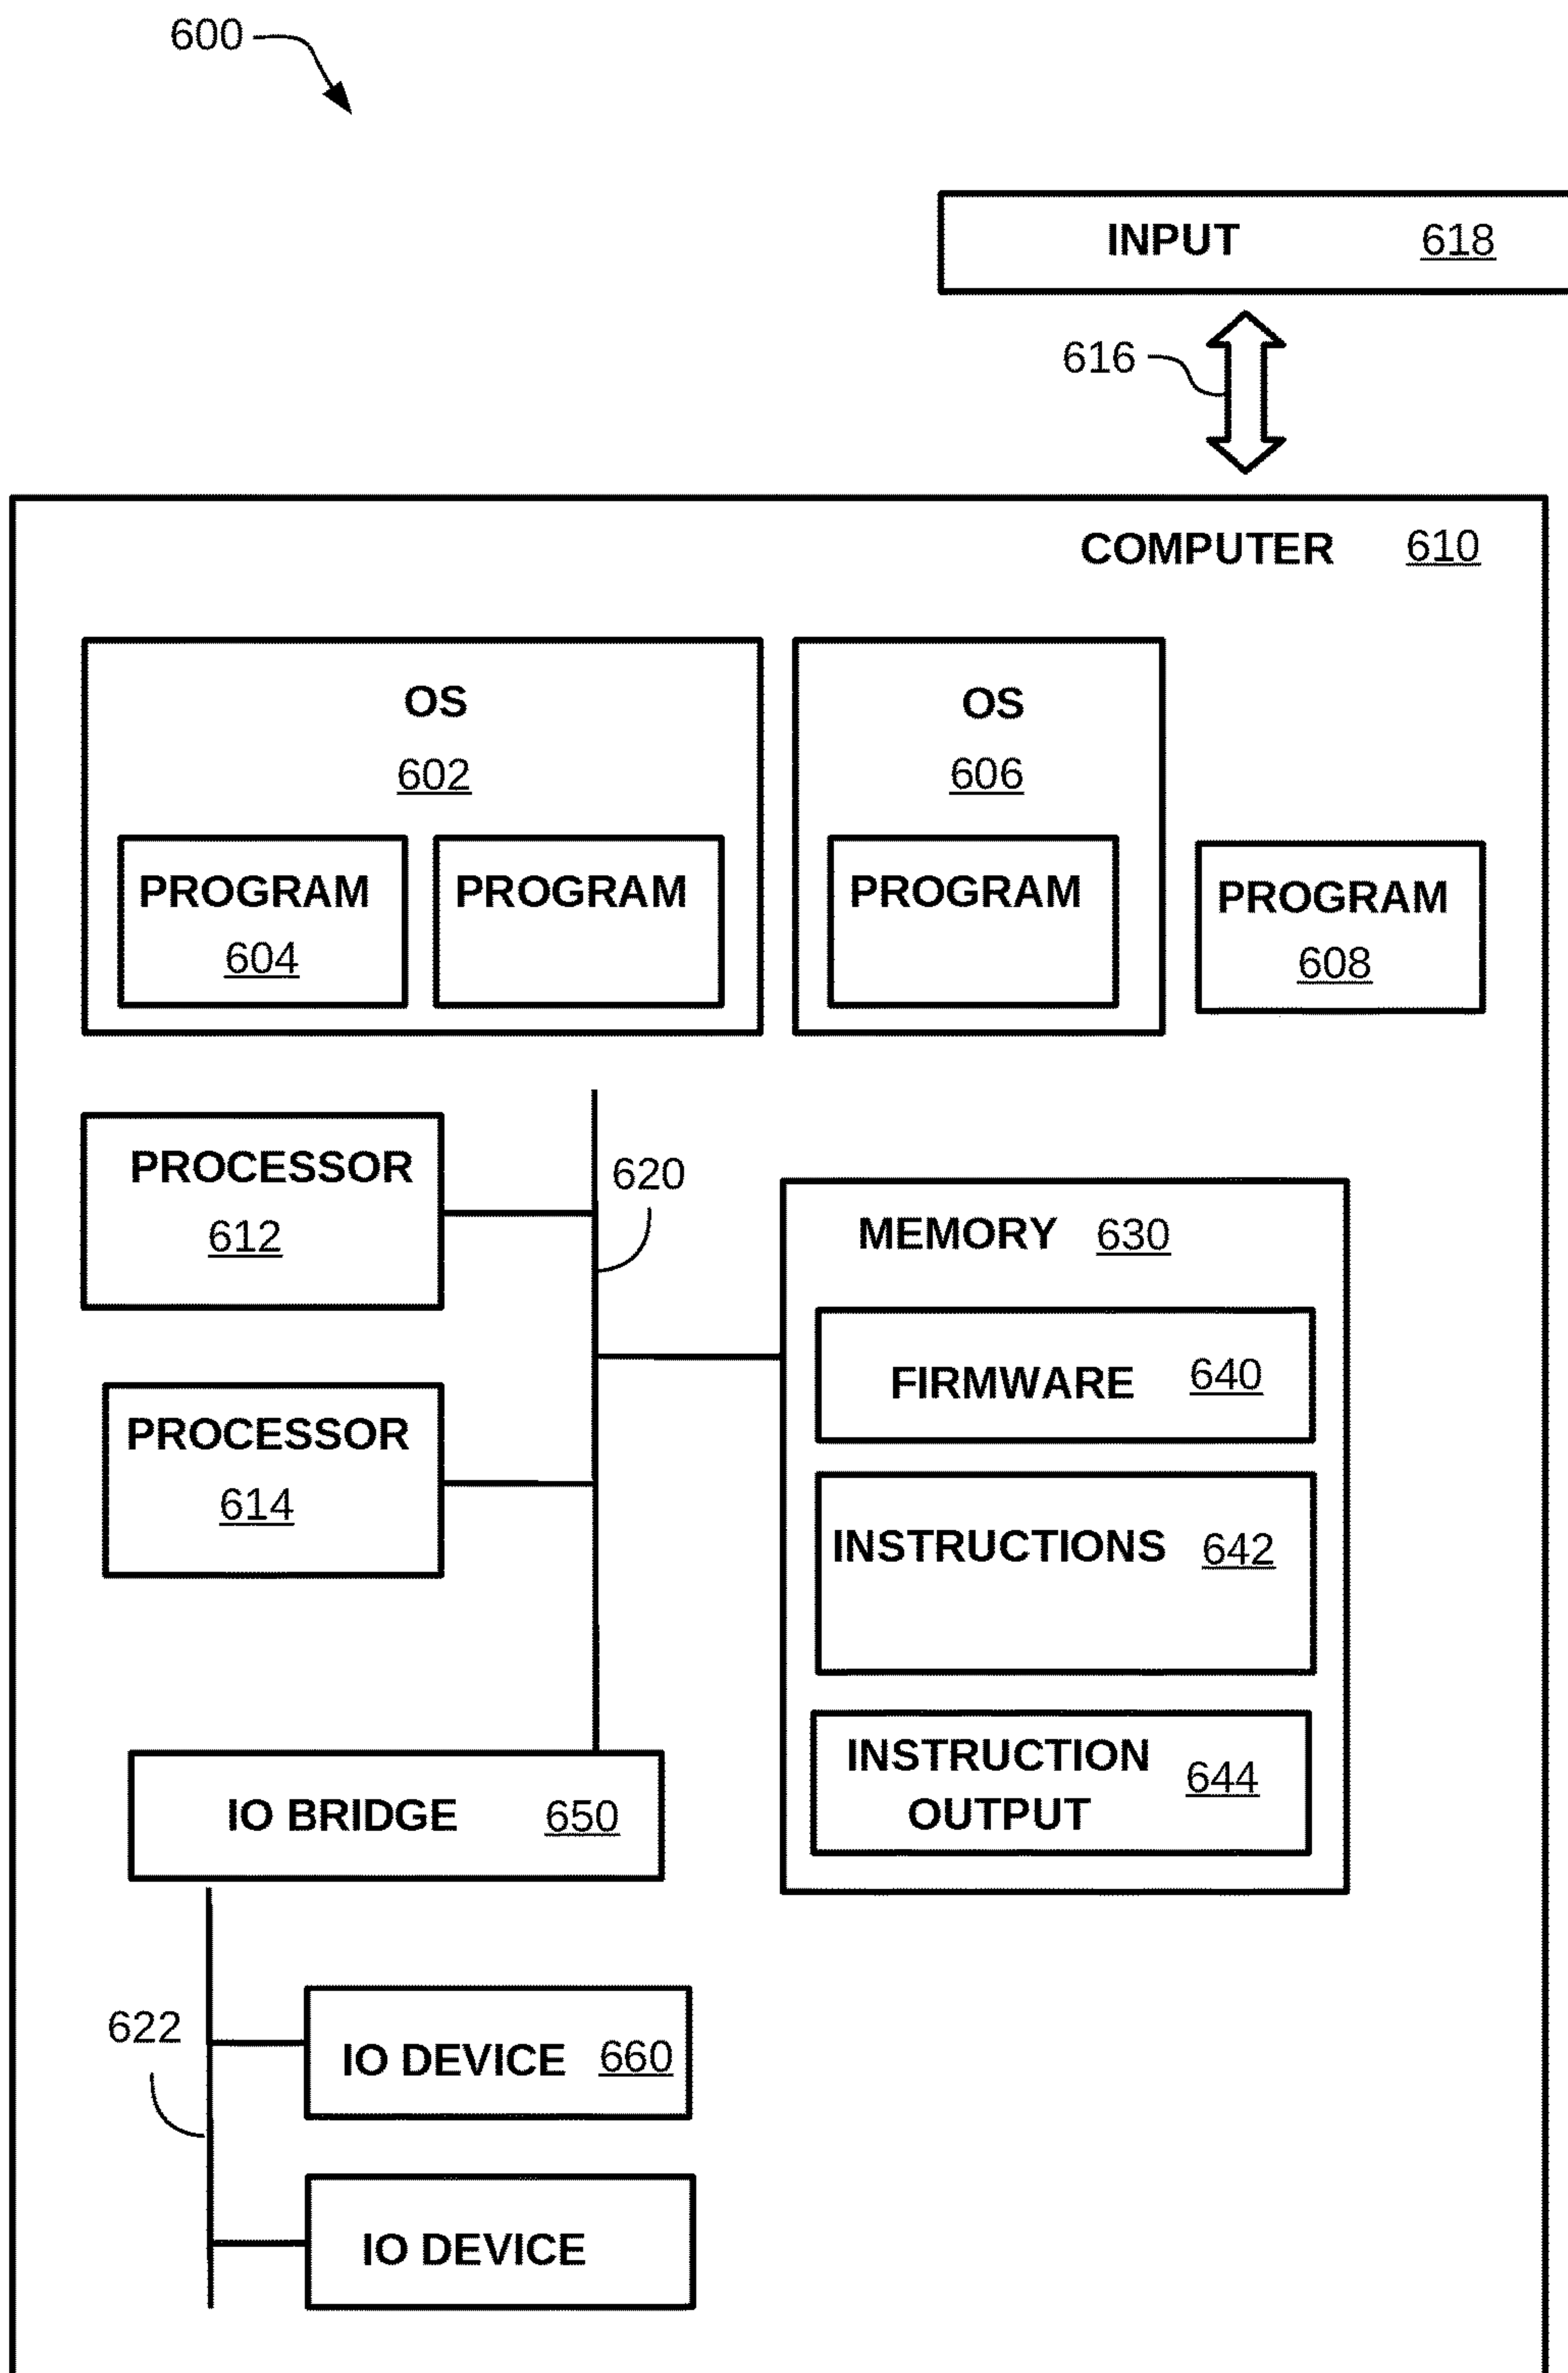 600
INPUT 618
616
COMPUTER 610
OS
602
PROGRAM
604
PROGRAM
OS
606
PROGRAM
PROGRAM
608
PROCESSOR
612
620
MEMORY 630
FIRMWARE 640
PROCESSOR
614
INSTRUCTIONS 642
INSTRUCTION
OUTPUT
644
IO BRIDGE 650
622
IO DEVICE 660
IO DEVICE